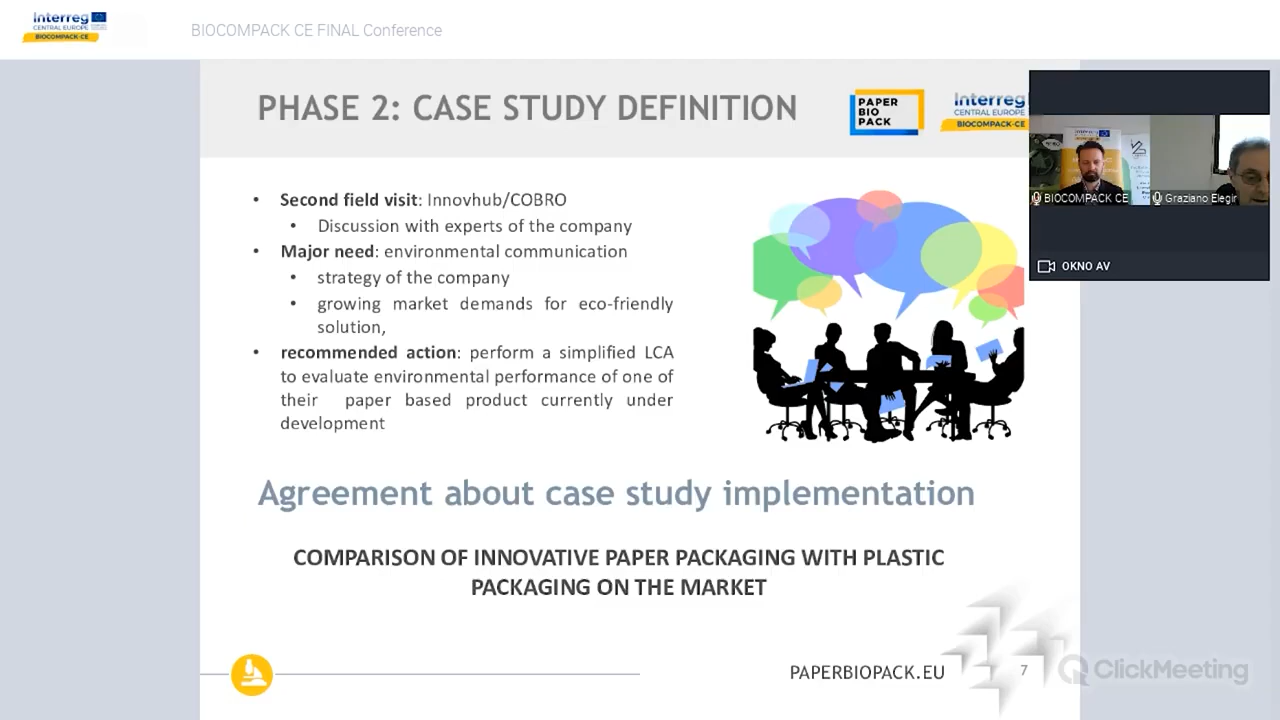 Interreg
CENTRAL EUROPE
BIOCOMPACK-CE
BIOCOMPACK CE FINAL Conference
PHASE 2: CASE STUDY DEFINITION
PAPER
BIO
PACK
Interreg
CENTRAL EUROPE
BIOCOMPACK-CE
BIOCOMPACK CE
Graziano Elegir
OKNO AV
• Second field visit: Innovhub/COBRO
• Discussion with experts of the company
• Major need: environmental communication
• strategy of the company
• growing market demands for eco-friendly
solution,
• recommended action: perform a simplified LCA
to evaluate environmental performance of one of
their paper based product currently under
development
Agreement about case study implementation
COMPARISON OF INNOVATIVE PAPER PACKAGING WITH PLASTIC
PACKAGING ON THE MARKET
PAPERBIOPACK.EU
7
ClickMeeting